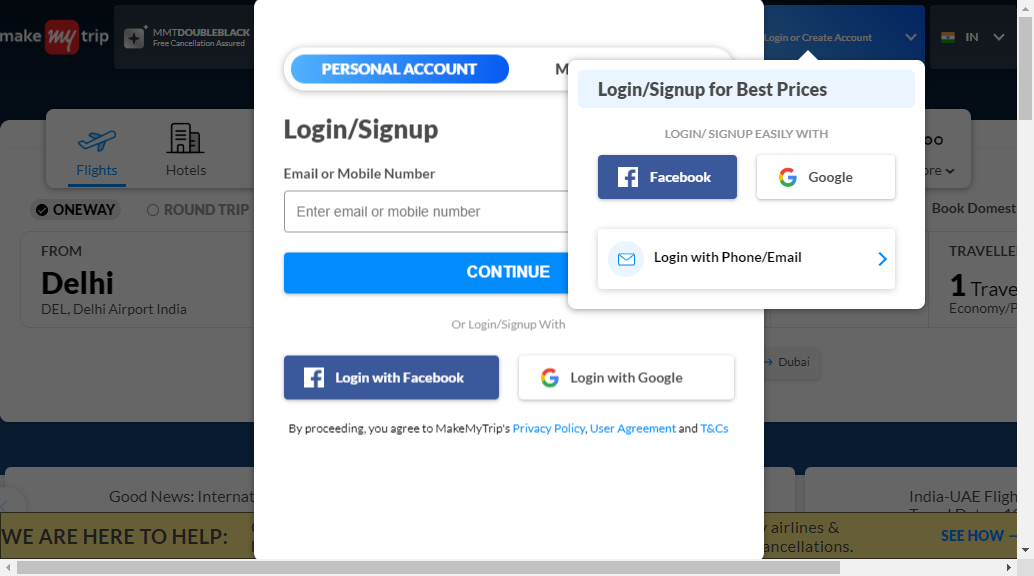 make my trip
MMTDOUBLEBLACK
Free Cancellation Assured
Login or Create Account
IN
PERSONAL ACCOUNT
M
Login/Signup for Best Prices
LOGIN/ SIGNUP EASILY WITH
Facebook
Google
Login with Phone/Email
Login/Signup
Email or Mobile Number
Enter email or mobile number
CONTINUE
Or Login/Signup With
Login with Facebook
Login with Google
By proceeding, you agree to MakeMyTrip's Privacy Policy, User Agreement and T&Cs
Flights
Hotels
ONEWAY
ROUND TRIP
Book Domest
FROM
Delhi
DEL, Delhi Airport India
TRAVELLE
1 Trave
Economy/P
Dubai
Good News: Internat
India-UAE Fligh
WE ARE HERE TO HELP:
airlines &
ancellations.
SEE HOW